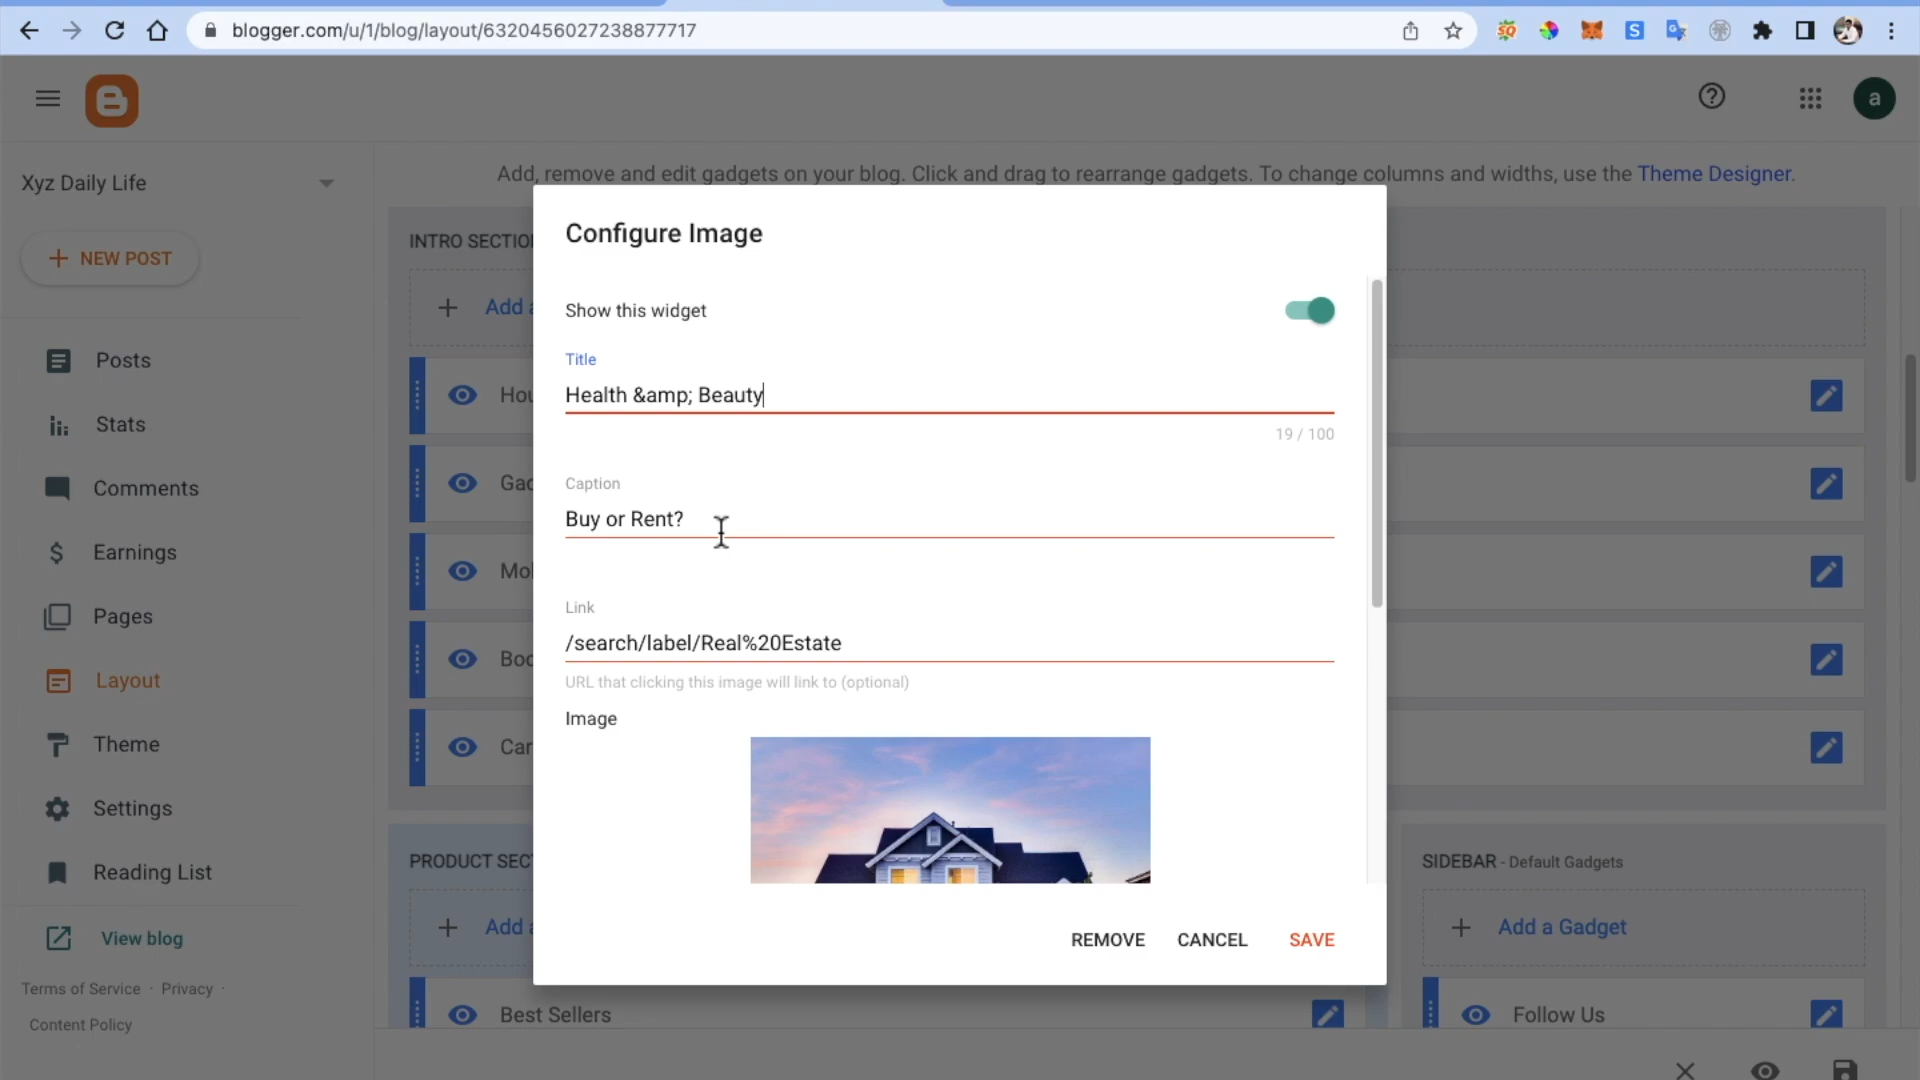 blogger.com/u/1/blog/layout/6320456027238877717
a
Xyz Daily Life
NEW POST
Posts
Stats
Comments
Earnings
Pages
Layout
Theme
Settings
Reading List
View blog
Terms of Service · Privacy ·
Content Policy
Add, remove and edit gadgets on your blog. Click and drag to rearrange gadgets. To change columns and widths, use the Theme Designer.
INTRO SECTION
Add a
Hou
Gad
Mob
Boo
Car
Configure Image
Show this widget
Title
Health &amp; Beauty
19 / 100
Caption
Buy or Rent?
Link
/search/label/Real%20Estate
URL that clicking this image will link to (optional)
Image
REMOVE CANCEL SAVE
PRODUCT SEC
Add a
Best Sellers
SIDEBAR - Default Gadgets
Add a Gadget
Follow Us